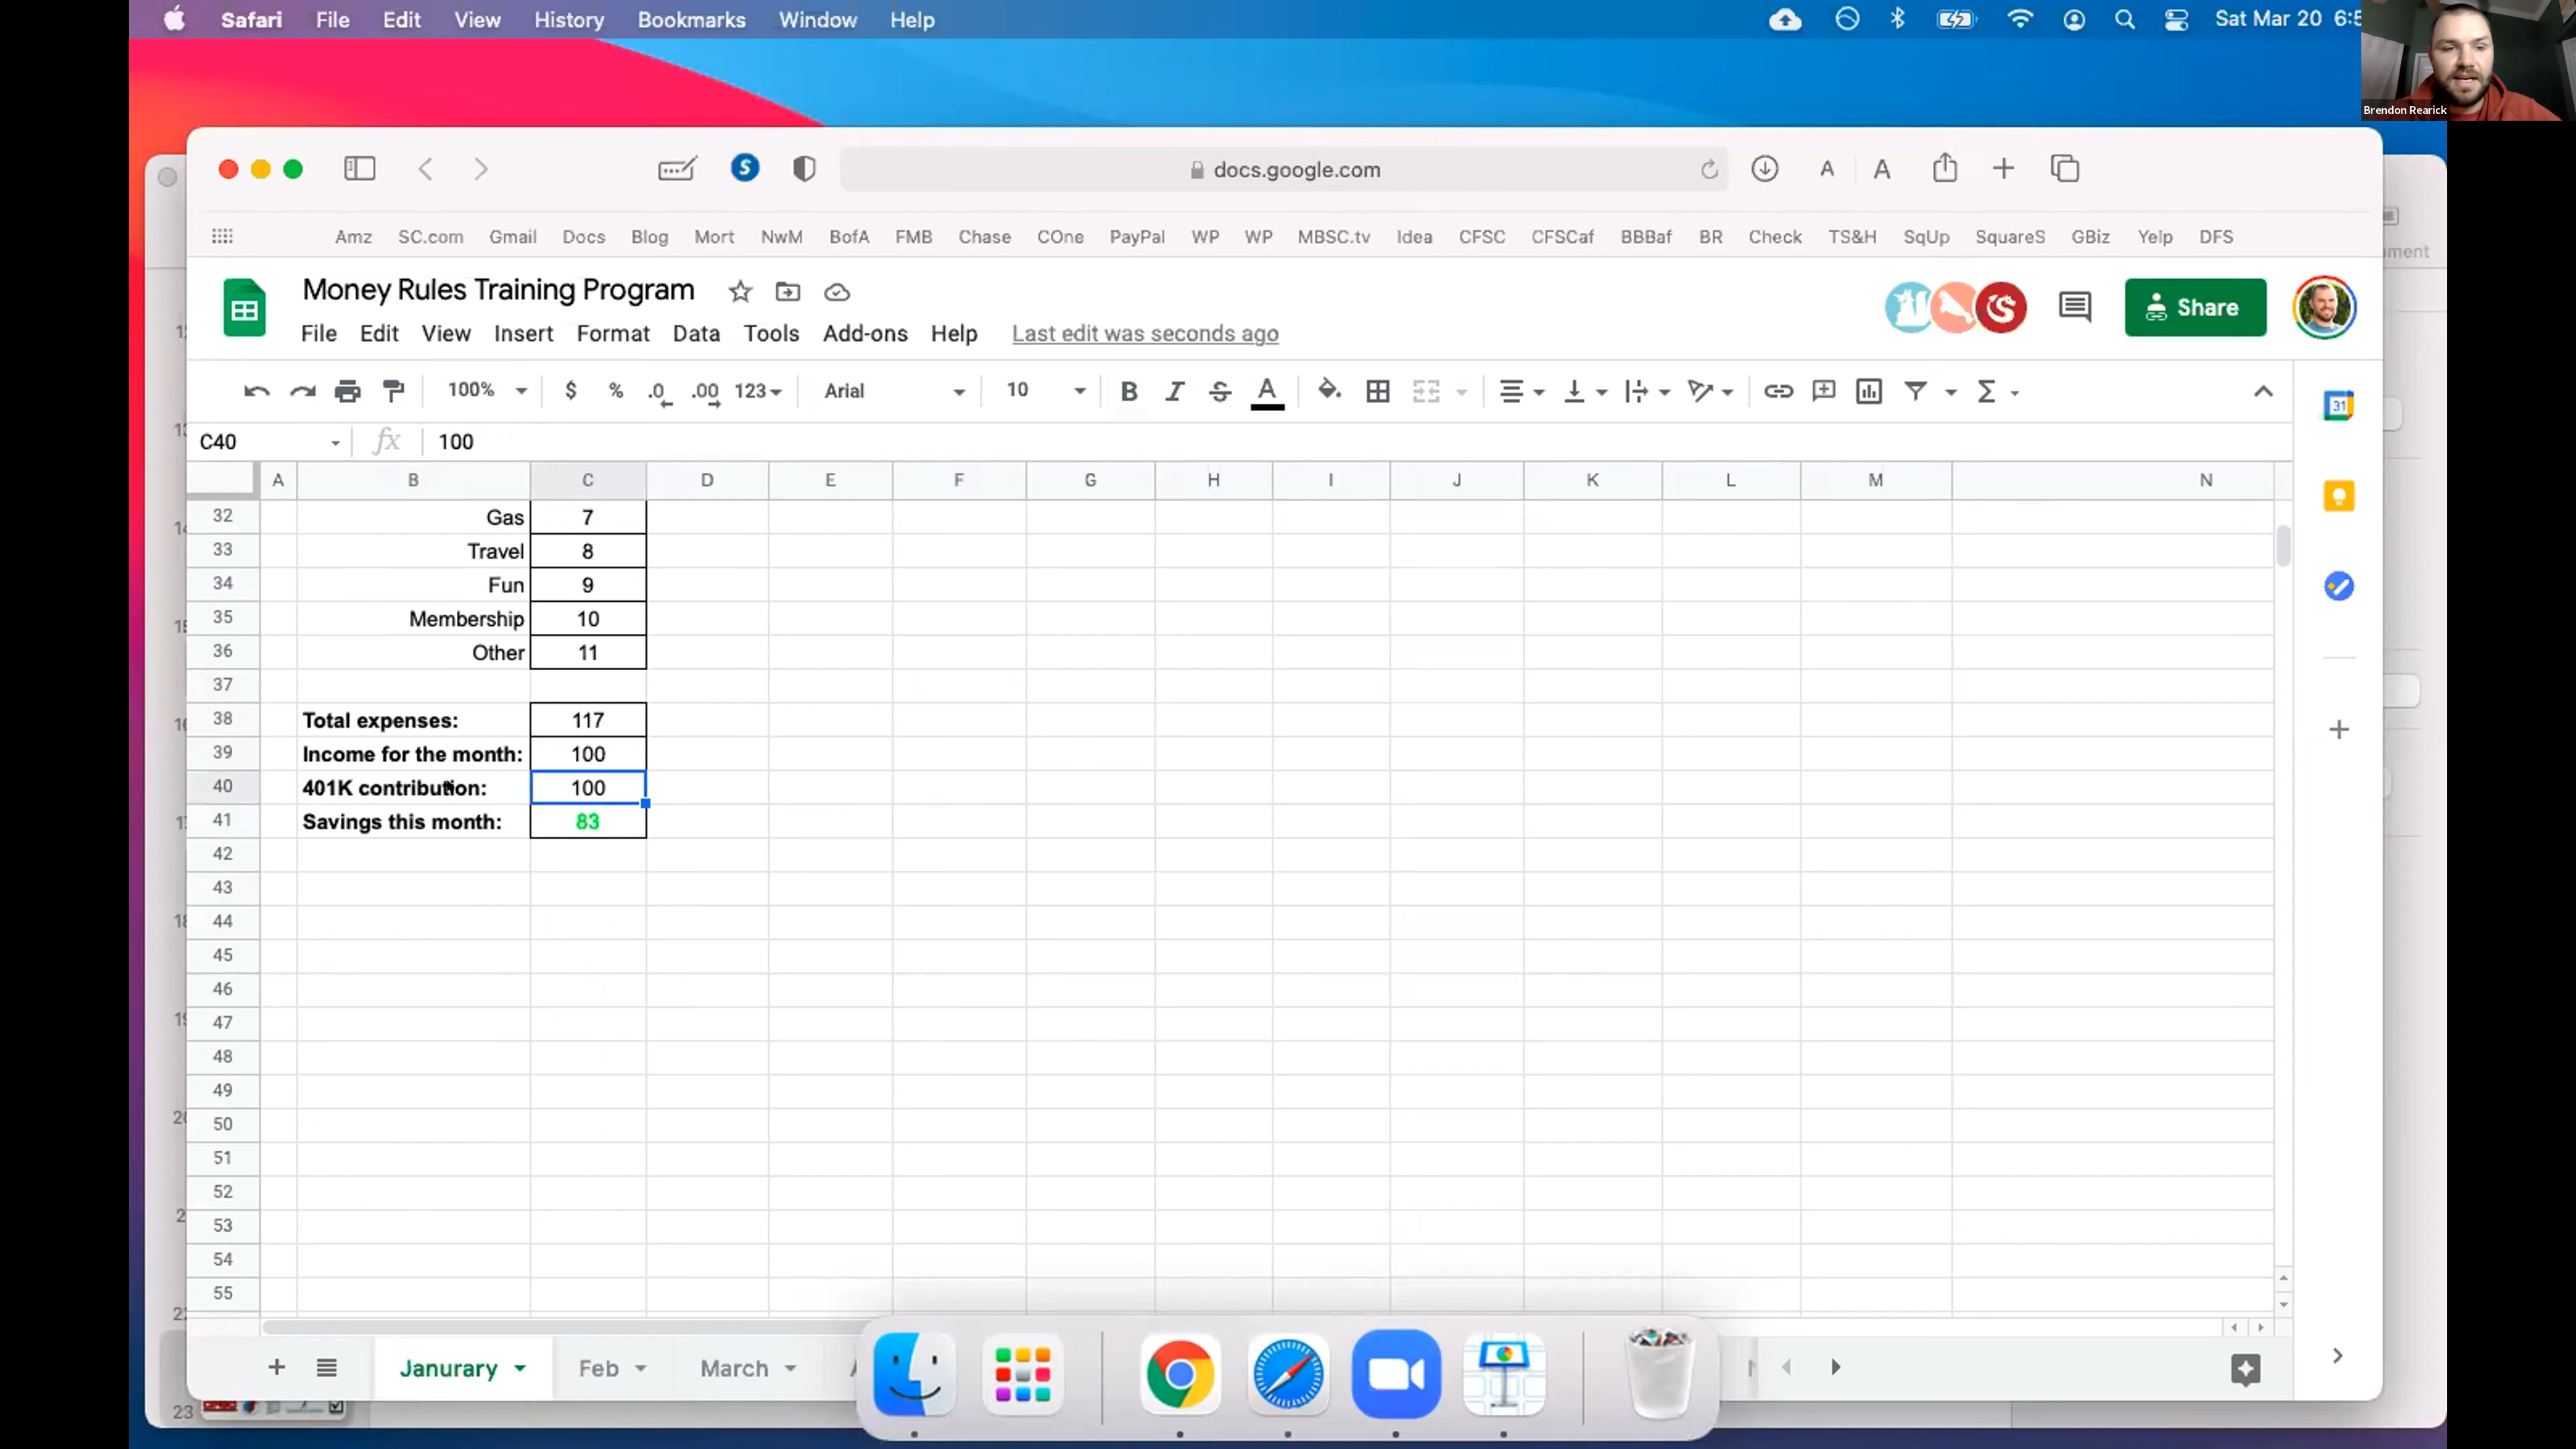 Safari File Edit View History Bookmarks Window Help Sat Mar 20 6:5
Brendon Rearick
docs.google.com
Amz SC.com Gmail Docs Blog Mort NwM BofA FMB Chase COne PayPal WP WP MBSC.tv Idea CFSC CFSCaf BBBaf BR Check TS&H SqUp SquareS GBiz Yelp DFS
Money Rules Training Program
Share
File Edit View Insert Format Data Tools Add-ons Help Last edit was seconds ago
100% $ % .0 .00 123 Arial 10 B I S A
31
C40 fx 100
A B C D E F G H I J K L M N
32 Gas 7
33 Travel 8
34 Fun 9
35 Membership 10
36 Other 11
37
38 Total expenses: 117
39 Income for the month: 100
40 401K contribution: 100
41 Savings this month: 83
42
43
44
45
46
47
48
49
50
51
52
53
54
55
Janurary Feb March
23